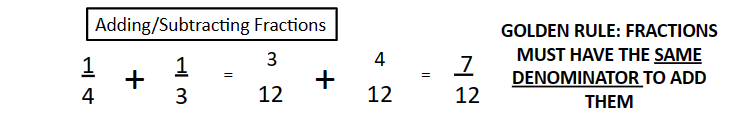 Adding/Subtracting Fractions
1/4 + 1/3 = 3/12 + 4/12 = 7/12
GOLDEN RULE: FRACTIONS
MUST HAVE THE SAME
DENOMINATOR TO ADD
THEM